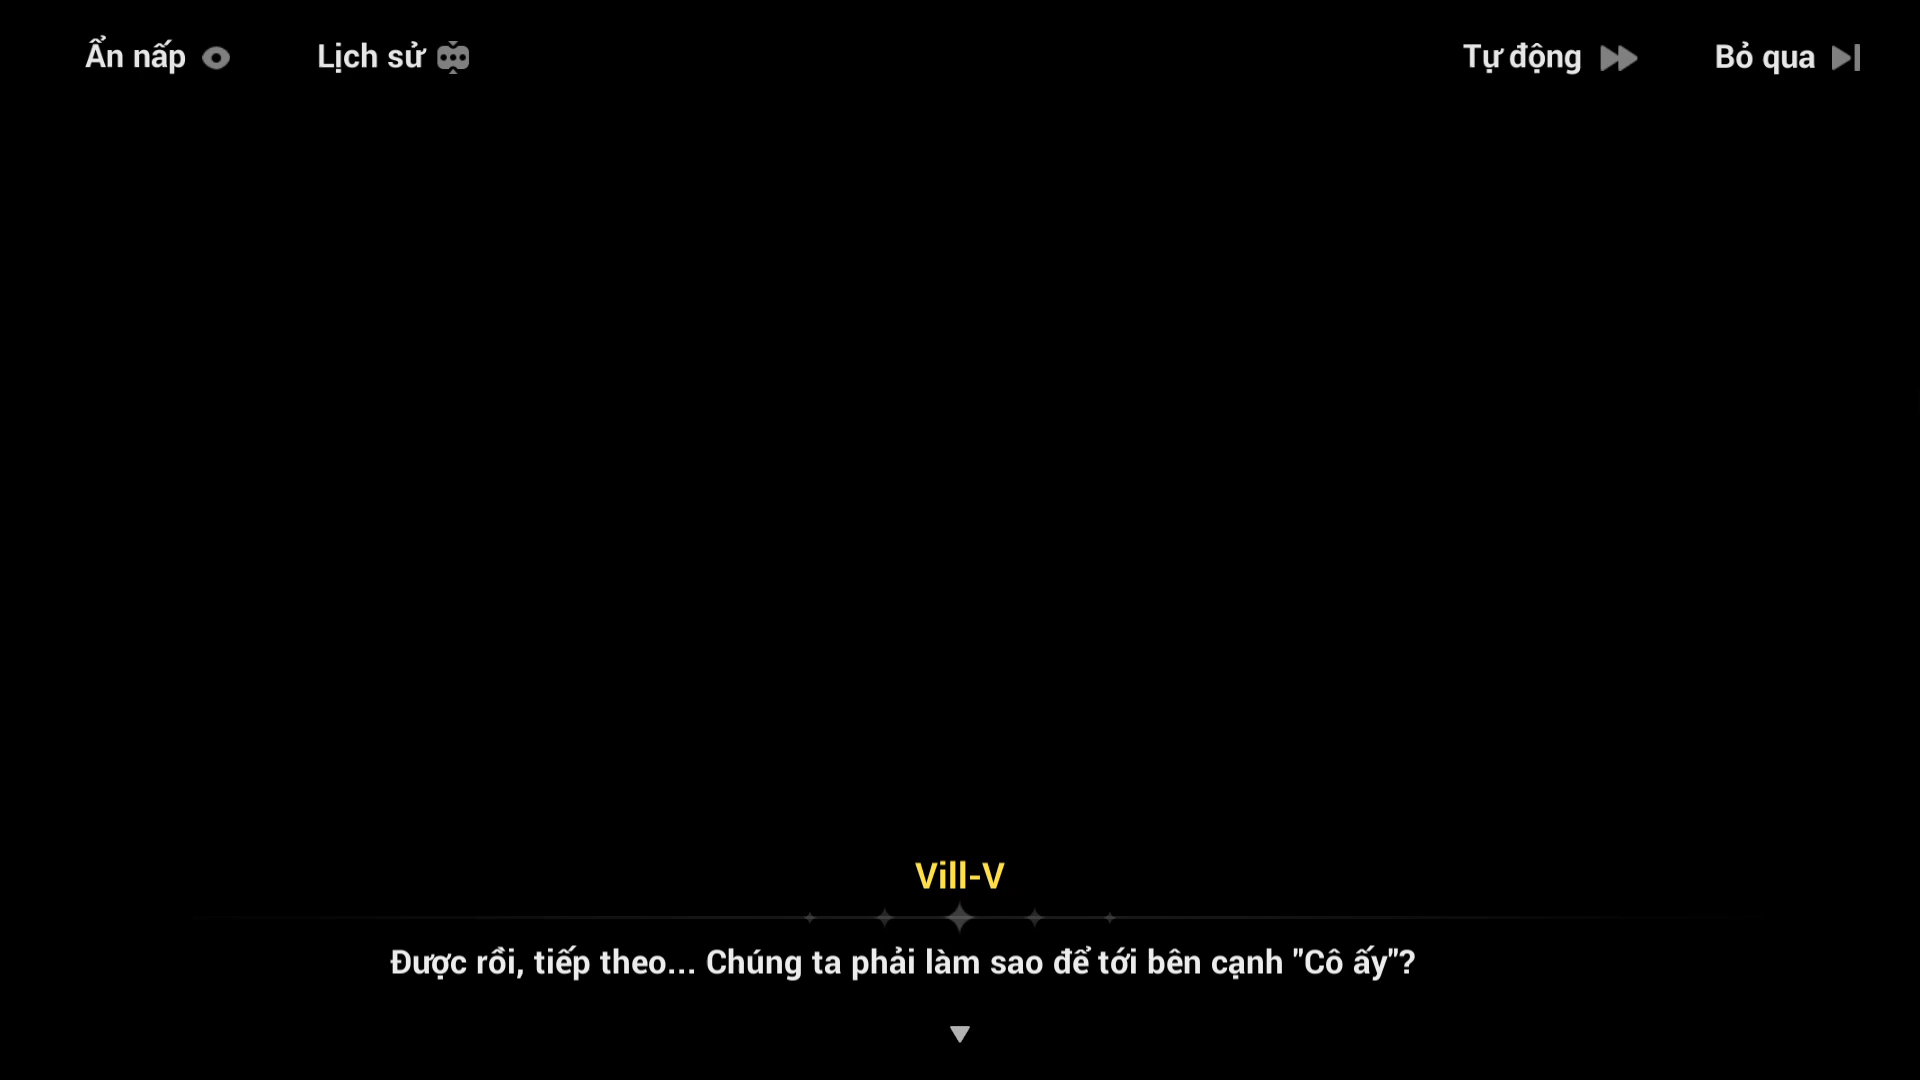 Ẩn nấp
Lịch sử
Tự động
Bỏ qua
Vill-V
Được rồi, tiếp theo... Chúng ta phải làm sao để tới bên cạnh "Cô ấy"?